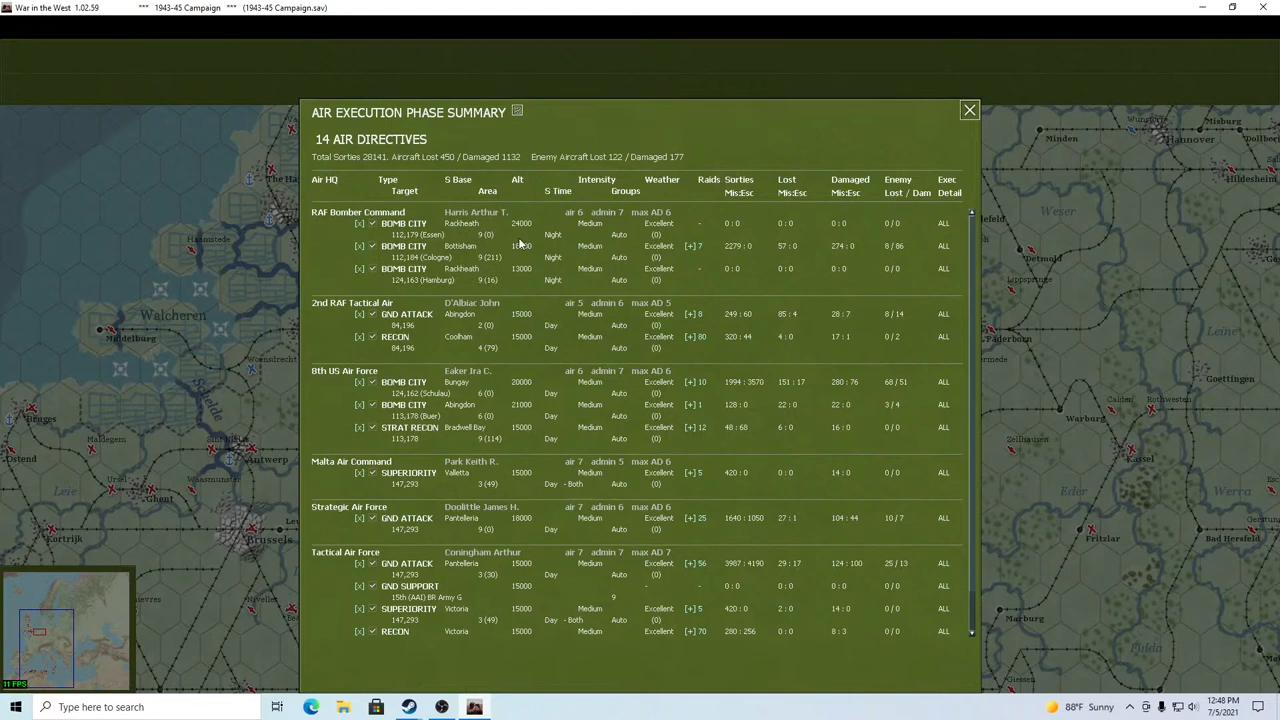 War in the West 1.02.59 *** 1943-45 Campaign *** (1943-45 Campaign.sav)
AIR EXECUTION PHASE SUMMARY
14 AIR DIRECTIVES
Total Sorties 28141. Aircraft Lost 450 / Damaged 1132 Enemy Aircraft Lost 122 / Damaged 177
Air HQ Type S Base Alt Intensity Weather Raids Sorties Lost Damaged Enemy Exec
Target Area S Time Groups Mis:Esc Mis:Esc Mis:Esc Lost / Dam Detail
RAF Bomber Command Harris Arthur T. air 6 admin 7 max AD 6
[x] BOMB CITY Rackheath 24000 Medium Excellent - 0 : 0 0 : 0 0 : 0 0 / 0 ALL
112,179 (Essen) 9 (0) Night Auto (0)
[x] BOMB CITY Bottisham Medium Excellent [+] 7 2279 : 0 57 : 0 274 : 0 8 / 86 ALL
112,184 (Cologne) 9 (211) Night Auto (0)
[x] BOMB CITY Rackheath 13000 Medium Excellent - 0 : 0 0 : 0 0 : 0 0 / 0 ALL
124,163 (Hamburg) 9 (16) Night Auto (0)
2nd RAF Tactical Air D'Albiac John air 5 admin 6 max AD 5
[x] GND ATTACK Abingdon 15000 Medium Excellent [+] 8 249 : 60 85 : 4 28 : 7 8 / 14 ALL
84,196 2 (0) Day Auto (0)
[x] RECON Coolham 15000 Medium Excellent [+] 80 320 : 44 4 : 0 17 : 1 0 / 2 ALL
84,196 4 (79) Day Auto (0)
8th US Air Force Eaker Ira C. air 6 admin 7 max AD 6
[x] BOMB CITY Bungay 20000 Medium Excellent [+] 10 1994 : 3570 151 : 17 280 : 76 68 / 51 ALL
124,162 (Schulau) 6 (0) Day Auto (0)
[x] BOMB CITY Abingdon 21000 Medium Excellent [+] 1 128 : 0 22 : 0 22 : 0 3 / 4 ALL
113,178 (Buer) 6 (0) Day Auto (0)
[x] STRAT RECON Bradwell Bay 15000 Medium Excellent [+] 12 48 : 68 6 : 0 16 : 0 0 / 0 ALL
113,178 9 (114) Day Auto (0)
Malta Air Command Park Keith R. air 7 admin 5 max AD 6
[x] SUPERIORITY Valletta 15000 Medium Excellent [+] 5 420 : 0 0 : 0 14 : 0 0 / 0 ALL
147,293 3 (49) Day - Both Auto (0)
Strategic Air Force Doolittle James H. air 7 admin 6 max AD 6
[x] GND ATTACK Pantelleria 18000 Medium Excellent [+] 25 1640 : 1050 27 : 1 104 : 44 10 / 7 ALL
147,293 9 (0) Day Auto (0)
Tactical Air Force Coningham Arthur air 7 admin 7 max AD 7
[x] GND ATTACK Pantelleria 15000 Medium Excellent [+] 56 3987 : 4190 29 : 17 124 : 100 25 / 13 ALL
147,293 3 (30) Day Auto (0)
[x] GND SUPPORT 15000 - 0 : 0 0 : 0 0 : 0 0 / 0 ALL
15th (AAI) BR Army G 9
[x] SUPERIORITY Victoria 15000 Medium Excellent [+] 5 420 : 0 2 : 0 14 : 0 0 / 0 ALL
147,293 3 (49) Day - Both Auto (0)
[x] RECON Victoria 15000 Medium Excellent [+] 70 280 : 256 0 : 0 8 : 3 0 / 0 ALL
The Ha
Haamstede
Walcheren
Middelburg
Woensdrecht
Schelde
Bruges
Maldegem
Antwerp
Ostend
Leie
Ghent
Waasmunster
Kortrijk
Brussels
Nievres
Minden
Wunstorf
Misburg
Hannover
Hildesheim
Weser
Detmold
Paderborn
Leine
Goettingen
Warburg
Calden
Rothwesten
Zellhausen
Kassel
Eder
Werra
Fritzlar
Bad Hersfeld
Marburg
Fulda
Giessen
11 FPS
Type here to search
88°F Sunny
12:48 PM
7/5/2021